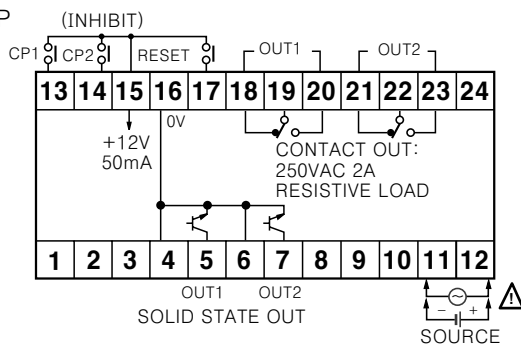 P
(INHIBIT)
CP1 CP2 RESET OUT1 OUT2
13 14 15 16 17 18 19 20 21 22 23 24
0V
+12V
50mA
CONTACT OUT:
250VAC 2A
RESISTIVE LOAD
1 2 3 4 5 6 7 8 9 10 11 12
OUT1 OUT2
SOLID STATE OUT
− +
SOURCE